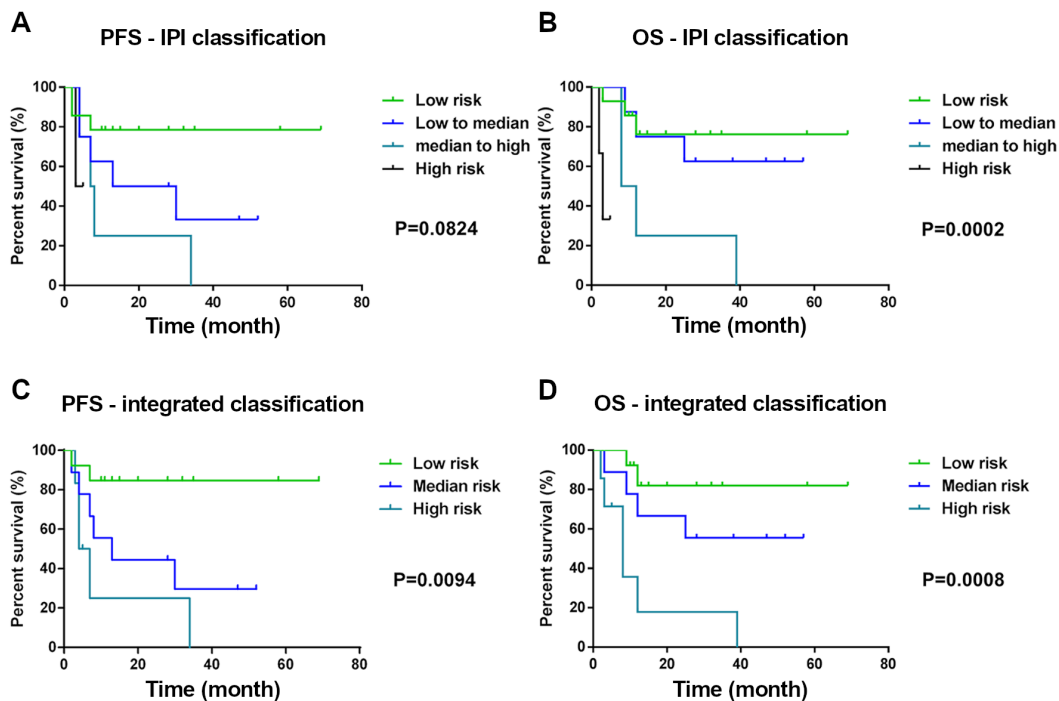 A
PFS - IPI classification
Percent survival (%)
100
80
60
40
20
0
0 20 40 60 80
Time (month)
Low risk
Low to median
median to high
High risk
P=0.0824
B
OS - IPI classification
Percent survival (%)
100
80
60
40
20
0
0 20 40 60 80
Time (month)
Low risk
Low to median
median to high
High risk
P=0.0002
C
PFS - integrated classification
Percent survival (%)
100
80
60
40
20
0
0 20 40 60 80
Time (month)
Low risk
Median risk
High risk
P=0.0094
D
OS - integrated classification
Percent survival (%)
100
80
60
40
20
0
0 20 40 60 80
Time (month)
Low risk
Median risk
High risk
P=0.0008